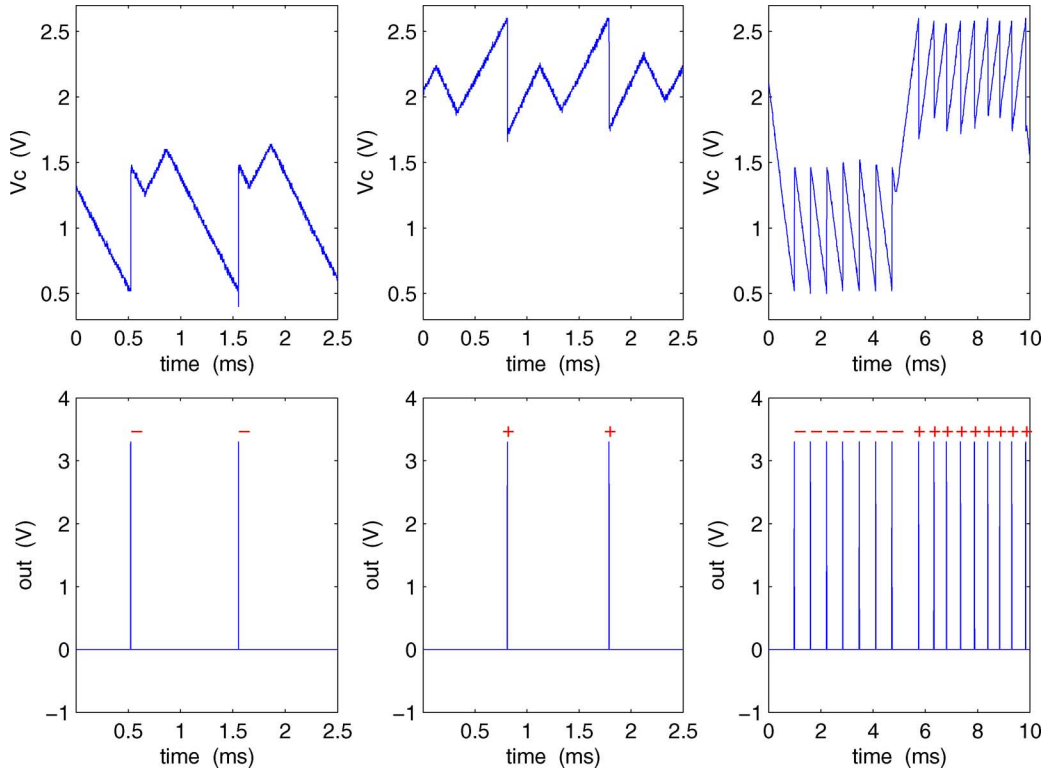 2.5
2
1.5
1
0.5
Vc (V)
0 0.5 1 1.5 2 2.5
time (ms)
2.5
2
1.5
1
0.5
Vc (V)
0 0.5 1 1.5 2 2.5
time (ms)
2.5
2
1.5
1
0.5
Vc (V)
0 2 4 6 8 10
time (ms)
4
3
2
1
0
−1
out (V)
− −
0.5 1 1.5 2 2.5
time (ms)
4
3
2
1
0
−1
out (V)
+ +
0.5 1 1.5 2 2.5
time (ms)
4
3
2
1
0
−1
out (V)
− − − − − − − + + + + + + + + +
0 2 4 6 8 10
time (ms)